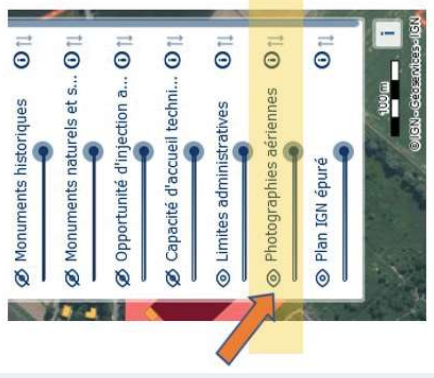 Monuments historiques
Monuments naturels et s...
Opportunité d'injection a...
Capacité d'accueil techni...
Limites administratives
Photographies aériennes
Plan IGN épuré
i
100 m
© IGN - Géoservices - IGN